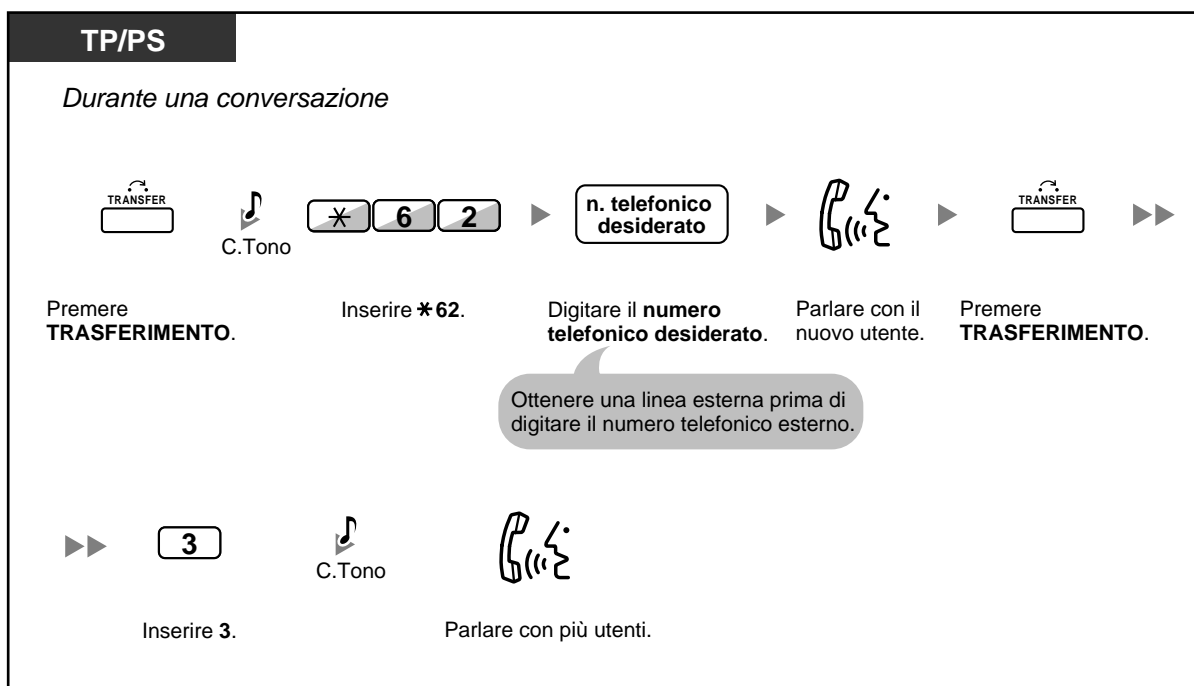 TP/PS
Durante una conversazione
TRANSFER
C.Tono
* 6 2
n. telefonico
desiderato
TRANSFER
Premere
TRASFERIMENTO.
Inserire *62.
Digitare il numero
telefonico desiderato.
Parlare con il
nuovo utente.
Premere
TRASFERIMENTO.
Ottenere una linea esterna prima di
digitare il numero telefonico esterno.
3
C.Tono
Inserire 3.
Parlare con più utenti.